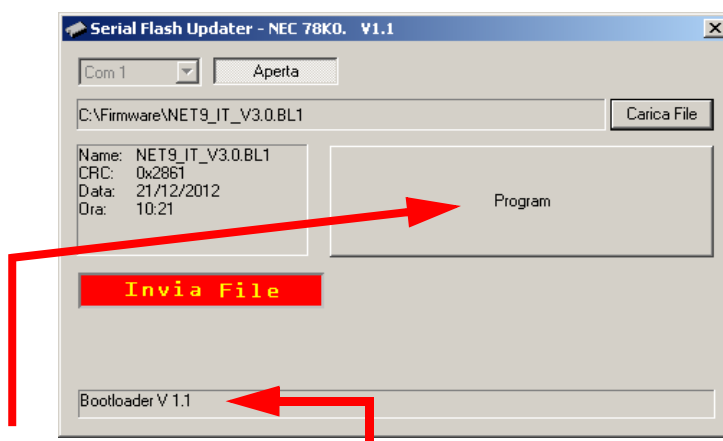 Serial Flash Updater - NEC 78K0. V1.1
Com 1
Aperta
C:\Firmware\NET9_IT_V3.0.BL1
Carica File
Name: NET9_IT_V3.0.BL1
CRC: 0x2861
Data: 21/12/2012
Ora: 10:21
Program
Invia File
Bootloader V 1.1